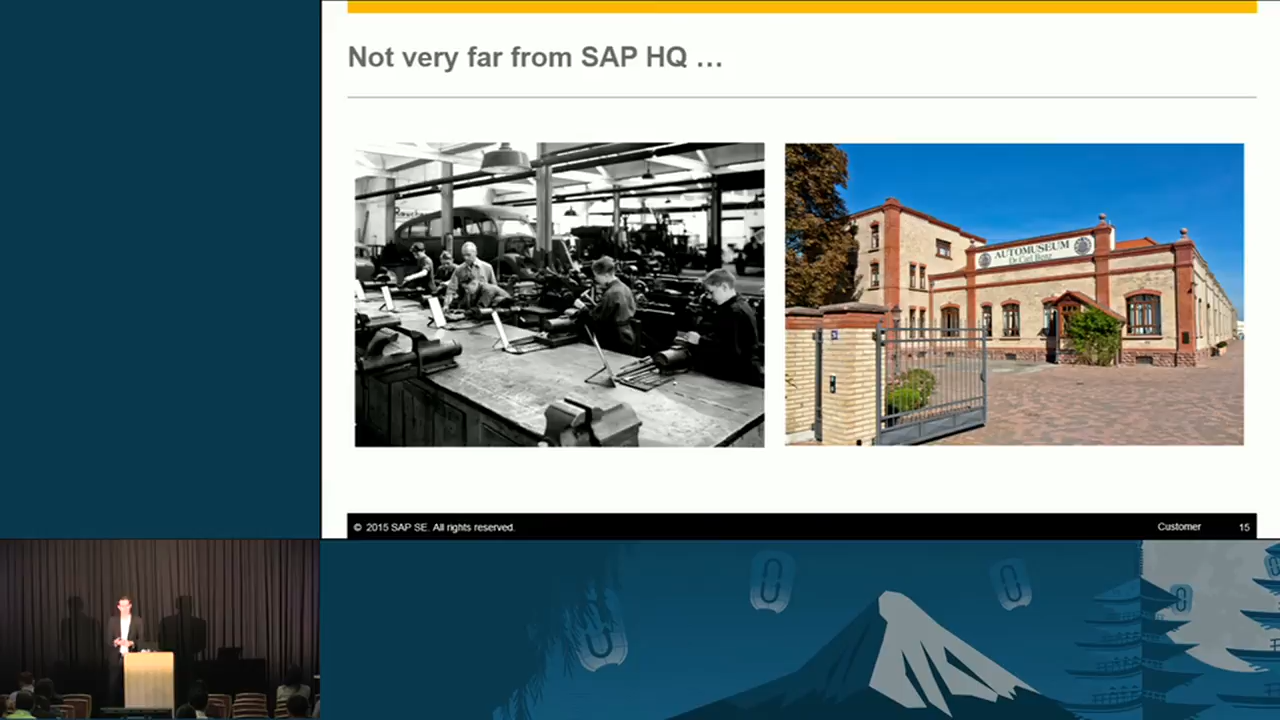 Not very far from SAP HQ …
AUTOMUSEUM
Dr. Carl Benz
© 2015 SAP SE. All rights reserved.
Customer
15